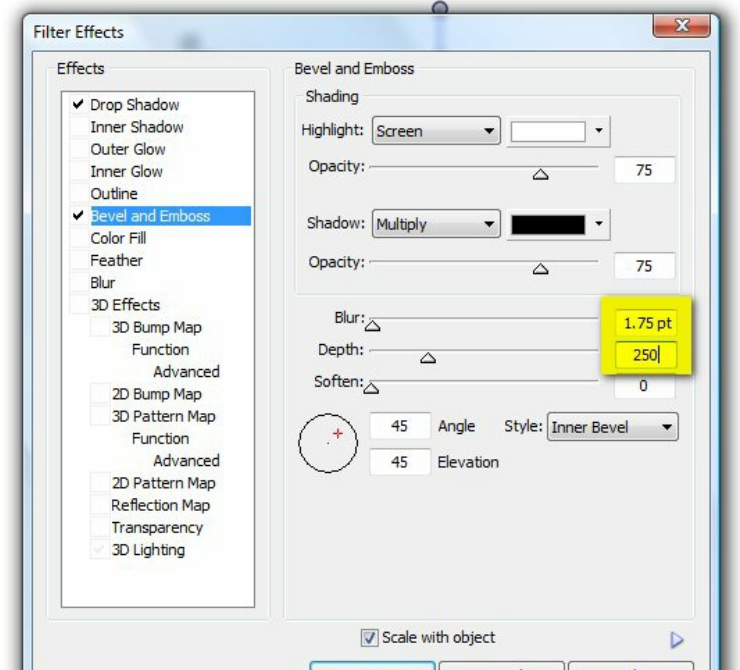 Filter Effects
Effects
Drop Shadow
Inner Shadow
Outer Glow
Inner Glow
Outline
Bevel and Emboss
Color Fill
Feather
Blur
3D Effects
3D Bump Map
Function
Advanced
2D Bump Map
3D Pattern Map
Function
Advanced
2D Pattern Map
Reflection Map
Transparency
3D Lighting
Bevel and Emboss
Shading
Highlight: Screen
Opacity: 75
Shadow: Multiply
Opacity: 75
Blur: 1.75 pt
Depth: 250
Soften: 0
45 Angle Style: Inner Bevel
45 Elevation
Scale with object